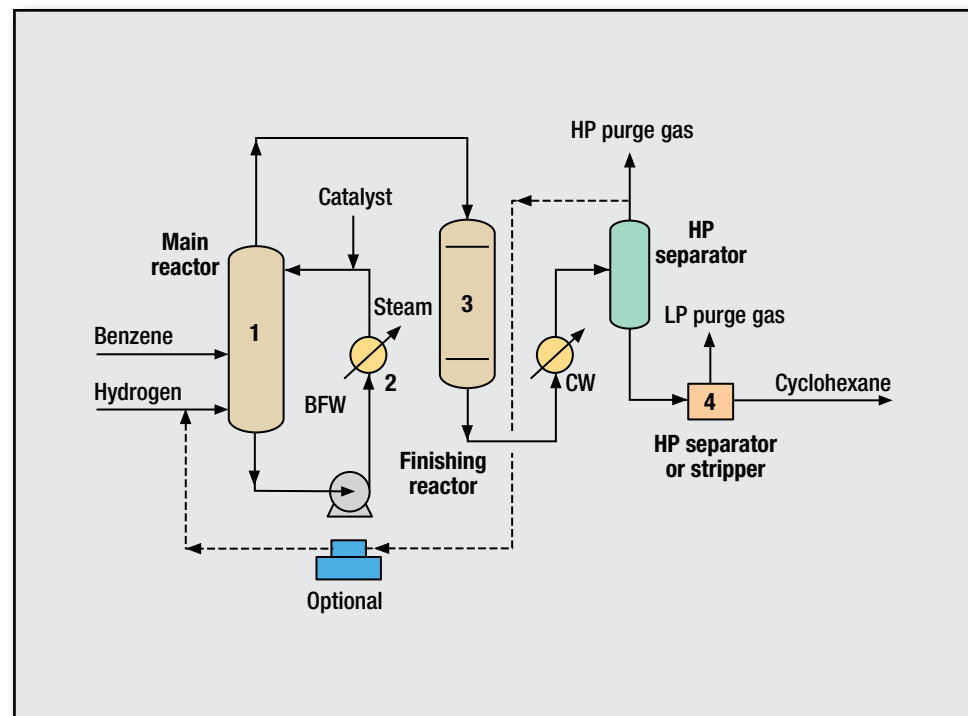 HP purge gas
Catalyst
Main
reactor
HP
separator
1
3
Steam
LP purge gas
Benzene
2
CW
Hydrogen
BFW
4
Cyclohexane
Finishing
reactor
HP separator
or stripper
Optional